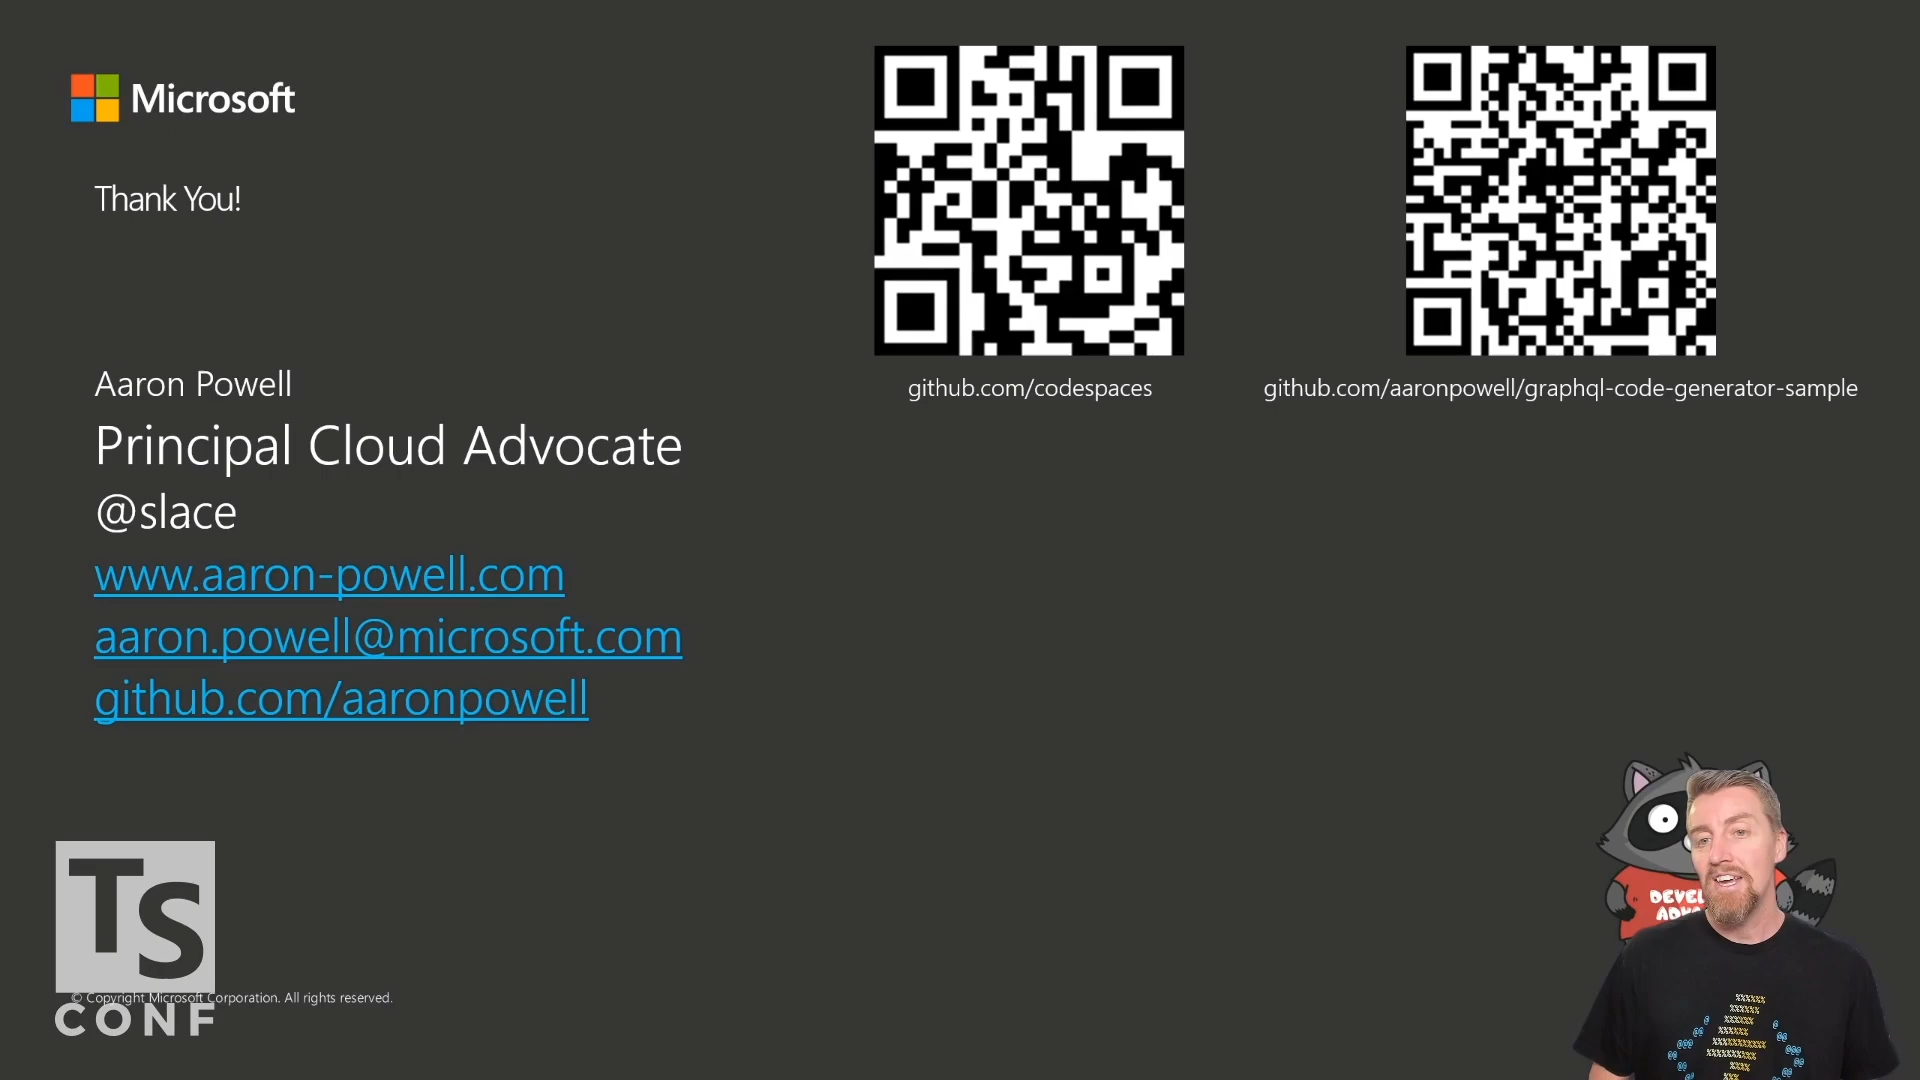 Microsoft
Thank You!
Aaron Powell
Principal Cloud Advocate
@slace
www.aaron-powell.com
aaron.powell@microsoft.com
github.com/aaronpowell
github.com/codespaces
github.com/aaronpowell/graphql-code-generator-sample
TS
CONF
© Copyright Microsoft Corporation. All rights reserved.